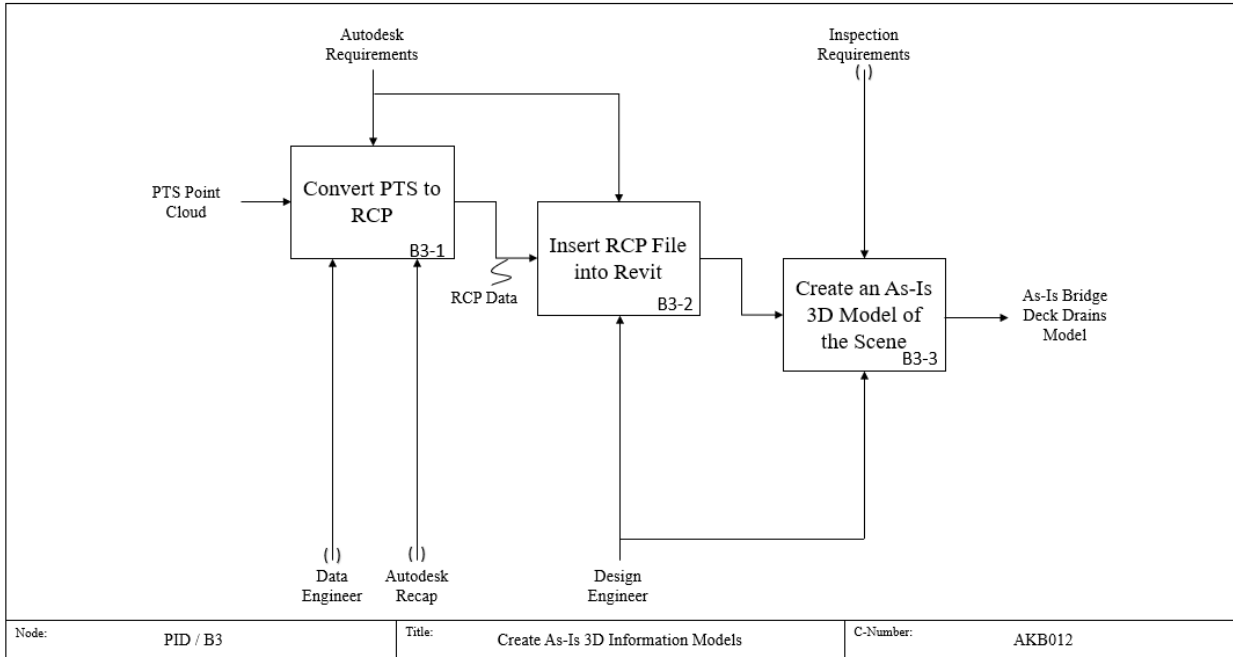 Autodesk
Requirements
Inspection
Requirements
( )
PTS Point
Cloud
Convert PTS to
RCP
B3-1
RCP Data
Insert RCP File
into Revit
B3-2
Create an As-Is
3D Model of
the Scene
B3-3
As-Is Bridge
Deck Drains
Model
( )
Data
Engineer
( )
Autodesk
Recap
Design
Engineer
Node:
PID / B3
Title:
Create As-Is 3D Information Models
C-Number:
AKB012